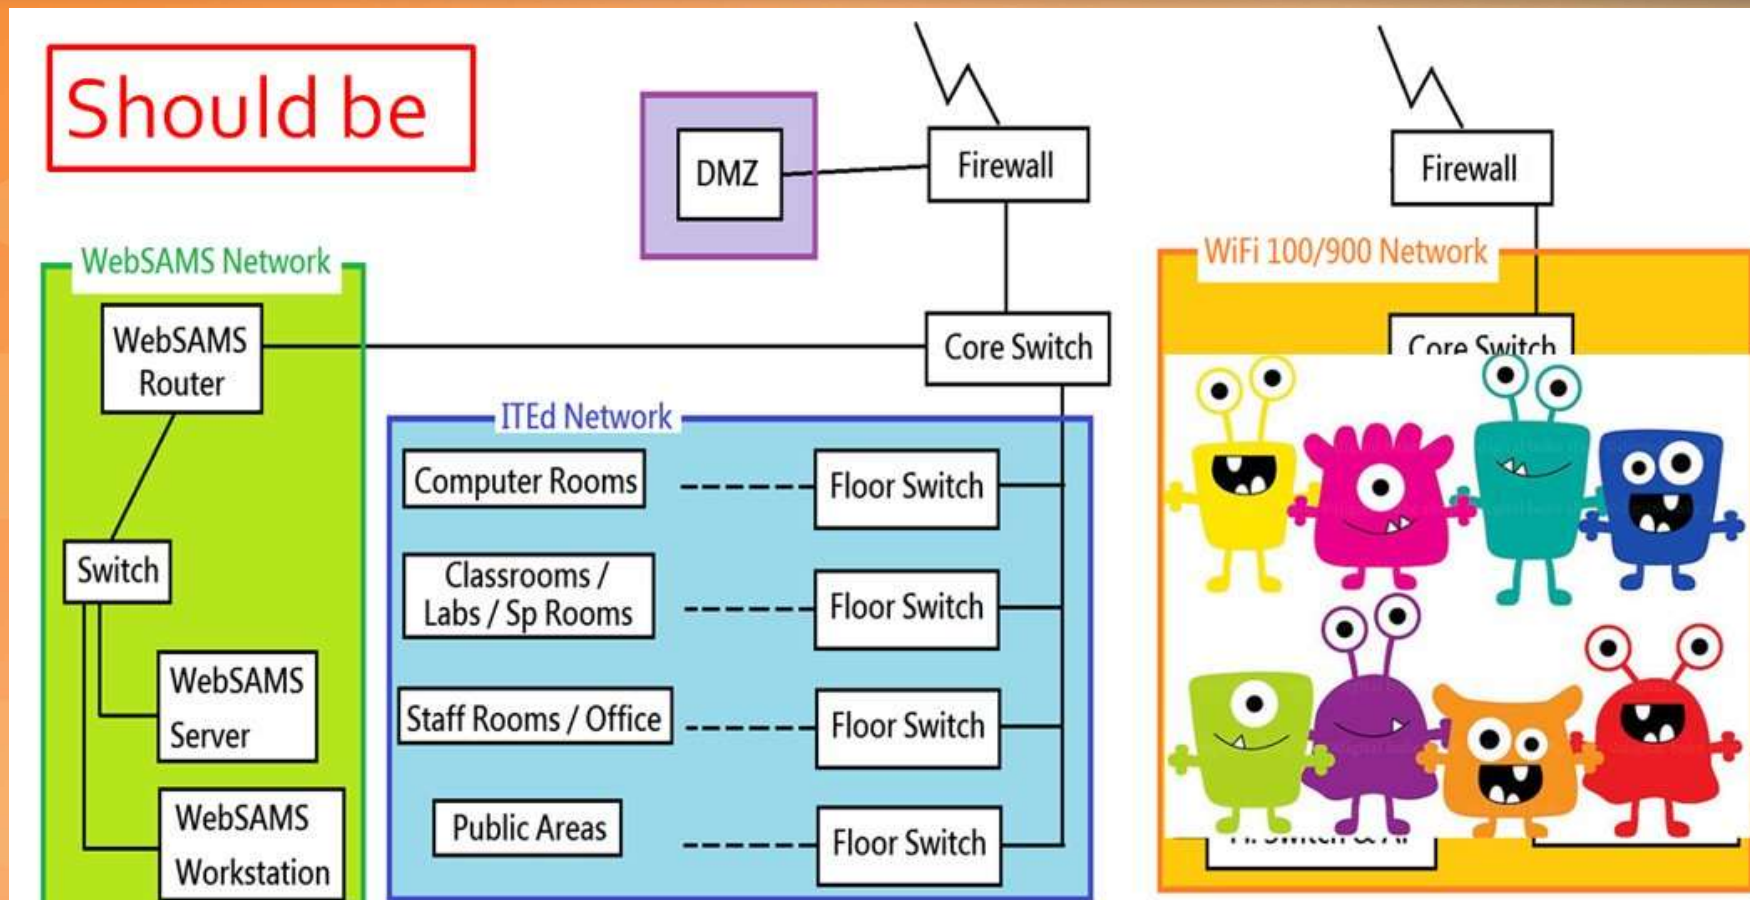 Should be
DMZ
Firewall
Firewall
WebSAMS Network
WiFi 100/900 Network
WebSAMS
Router
Core Switch
Core Switch
ITEd Network
Computer Rooms
Floor Switch
Switch
Classrooms /
Labs / Sp Rooms
Floor Switch
WebSAMS
Server
Staff Rooms / Office
Floor Switch
WebSAMS
Workstation
Public Areas
Floor Switch
Switch &